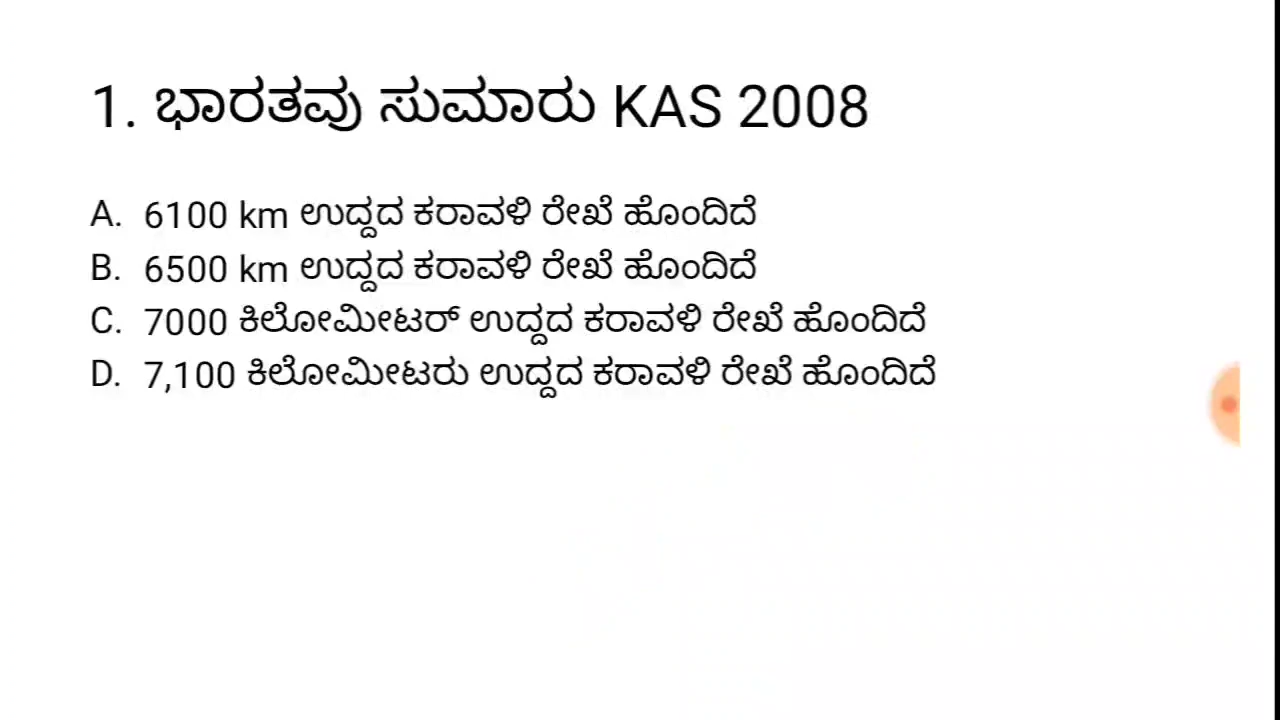 1. ಭಾರತವು ಸುಮಾರು KAS 2008
A. 6100 km ಉದ್ದದ ಕರಾವಳಿ ರೇಖೆ ಹೊಂದಿದೆ
B. 6500 km ಉದ್ದದ ಕರಾವಳಿ ರೇಖೆ ಹೊಂದಿದೆ
C. 7000 ಕಿಲೋಮೀಟರ್ ಉದ್ದದ ಕರಾವಳಿ ರೇಖೆ ಹೊಂದಿದೆ
D. 7,100 ಕಿಲೋಮೀಟರು ಉದ್ದದ ಕರಾವಳಿ ರೇಖೆ ಹೊಂದಿದೆ